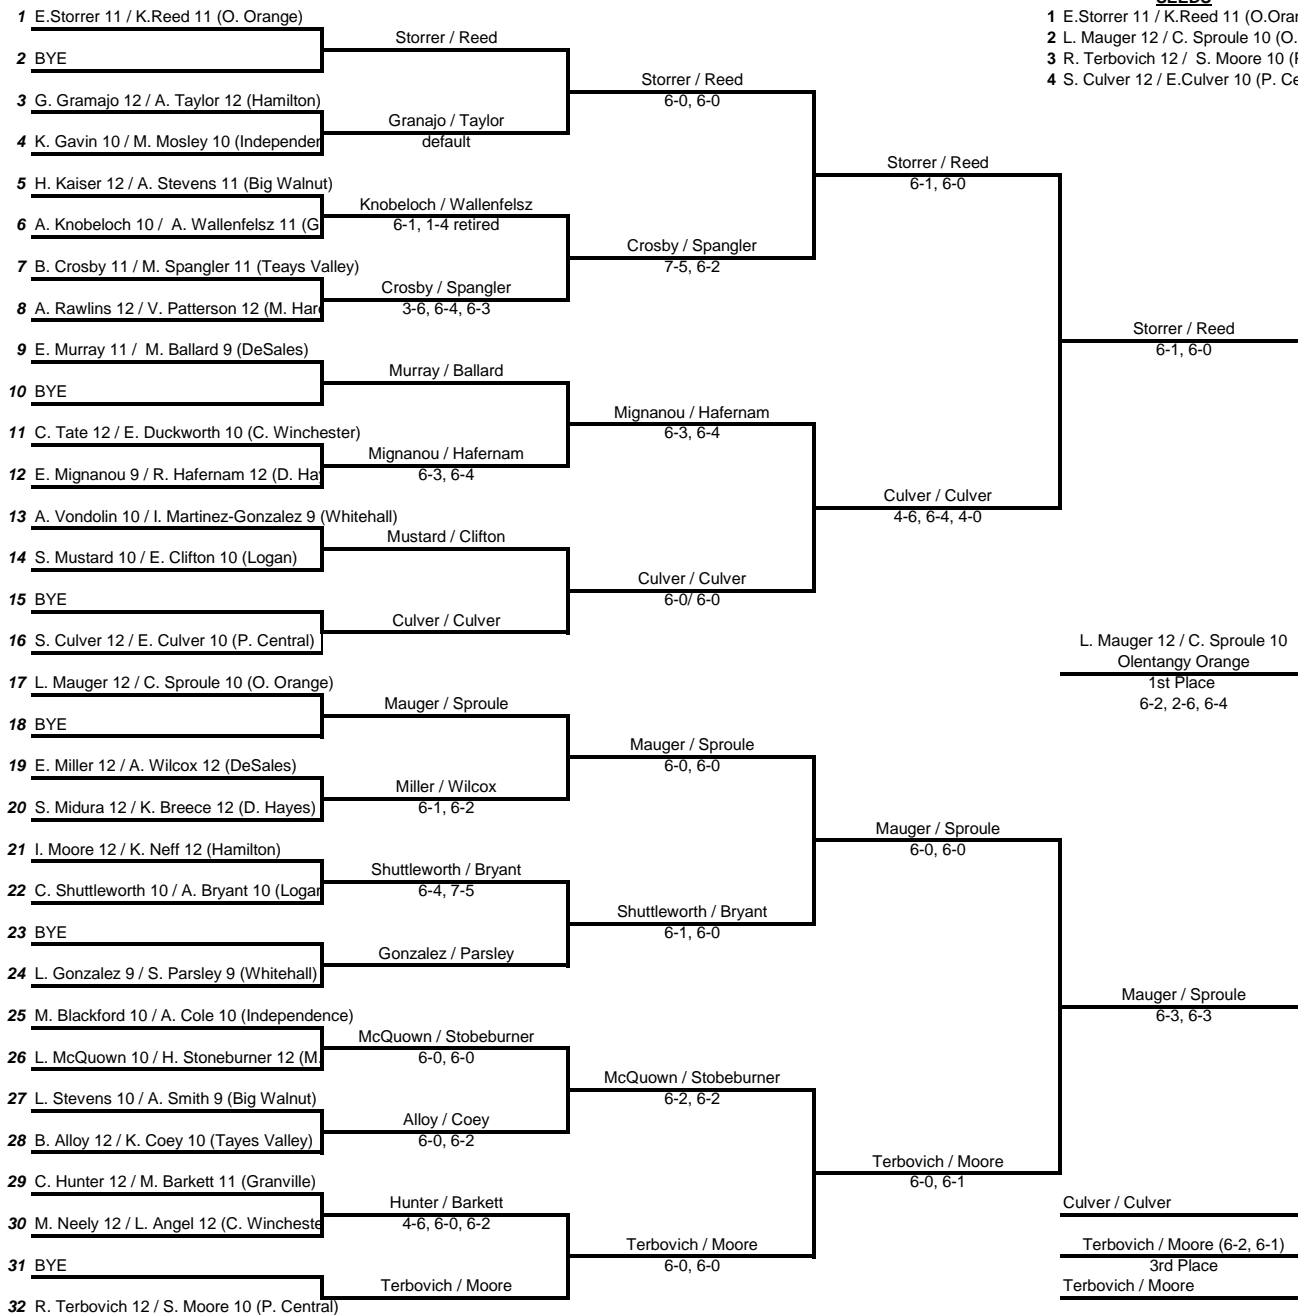 SEEDS
1 E.Storrer 11 / K.Reed 11 (O.Oran
2 L. Mauger 12 / C. Sproule 10 (O.
3 R. Terbovich 12 / S. Moore 10 (P
4 S. Culver 12 / E.Culver 10 (P. Ce
1 E.Storrer 11 / K.Reed 11 (O. Orange)
2 BYE
3 G. Gramajo 12 / A. Taylor 12 (Hamilton)
4 K. Gavin 10 / M. Mosley 10 (Independen
5 H. Kaiser 12 / A. Stevens 11 (Big Walnut)
6 A. Knobeloch 10 / A. Wallenfelsz 11 (G
7 B. Crosby 11 / M. Spangler 11 (Teays Valley)
8 A. Rawlins 12 / V. Patterson 12 (M. Hard
9 E. Murray 11 / M. Ballard 9 (DeSales)
10 BYE
11 C. Tate 12 / E. Duckworth 10 (C. Winchester)
12 E. Mignanou 9 / R. Hafernam 12 (D. Hay
13 A. Vondolin 10 / I. Martinez-Gonzalez 9 (Whitehall)
14 S. Mustard 10 / E. Clifton 10 (Logan)
15 BYE
16 S. Culver 12 / E. Culver 10 (P. Central)
17 L. Mauger 12 / C. Sproule 10 (O. Orange)
18 BYE
19 E. Miller 12 / A. Wilcox 12 (DeSales)
20 S. Midura 12 / K. Breece 12 (D. Hayes)
21 I. Moore 12 / K. Neff 12 (Hamilton)
22 C. Shuttleworth 10 / A. Bryant 10 (Logan
23 BYE
24 L. Gonzalez 9 / S. Parsley 9 (Whitehall)
25 M. Blackford 10 / A. Cole 10 (Independence)
26 L. McQuown 10 / H. Stoneburner 12 (M.
27 L. Stevens 10 / A. Smith 9 (Big Walnut)
28 B. Alloy 12 / K. Coey 10 (Tayes Valley)
29 C. Hunter 12 / M. Barkett 11 (Granville)
30 M. Neely 12 / L. Angel 12 (C. Wincheste
31 BYE
32 R. Terbovich 12 / S. Moore 10 (P. Central)
Storrer / Reed
Granajo / Taylor
default
Knobeloch / Wallenfelsz
6-1, 1-4 retired
Crosby / Spangler
3-6, 6-4, 6-3
Murray / Ballard
Mignanou / Hafernam
6-3, 6-4
Mustard / Clifton
Culver / Culver
Mauger / Sproule
Miller / Wilcox
6-1, 6-2
Shuttleworth / Bryant
6-4, 7-5
Gonzalez / Parsley
McQuown / Stobeburner
6-0, 6-0
Alloy / Coey
6-0, 6-2
Hunter / Barkett
4-6, 6-0, 6-2
Terbovich / Moore
Storrer / Reed
6-0, 6-0
Crosby / Spangler
7-5, 6-2
Mignanou / Hafernam
6-3, 6-4
Culver / Culver
6-0/ 6-0
Mauger / Sproule
6-0, 6-0
Shuttleworth / Bryant
6-1, 6-0
McQuown / Stobeburner
6-2, 6-2
Terbovich / Moore
6-0, 6-0
Storrer / Reed
6-1, 6-0
Culver / Culver
4-6, 6-4, 4-0
Mauger / Sproule
6-0, 6-0
Terbovich / Moore
6-0, 6-1
Storrer / Reed
6-1, 6-0
L. Mauger 12 / C. Sproule 10
Olentangy Orange
1st Place
6-2, 2-6, 6-4
Mauger / Sproule
6-3, 6-3
Culver / Culver
Terbovich / Moore (6-2, 6-1)
3rd Place
Terbovich / Moore